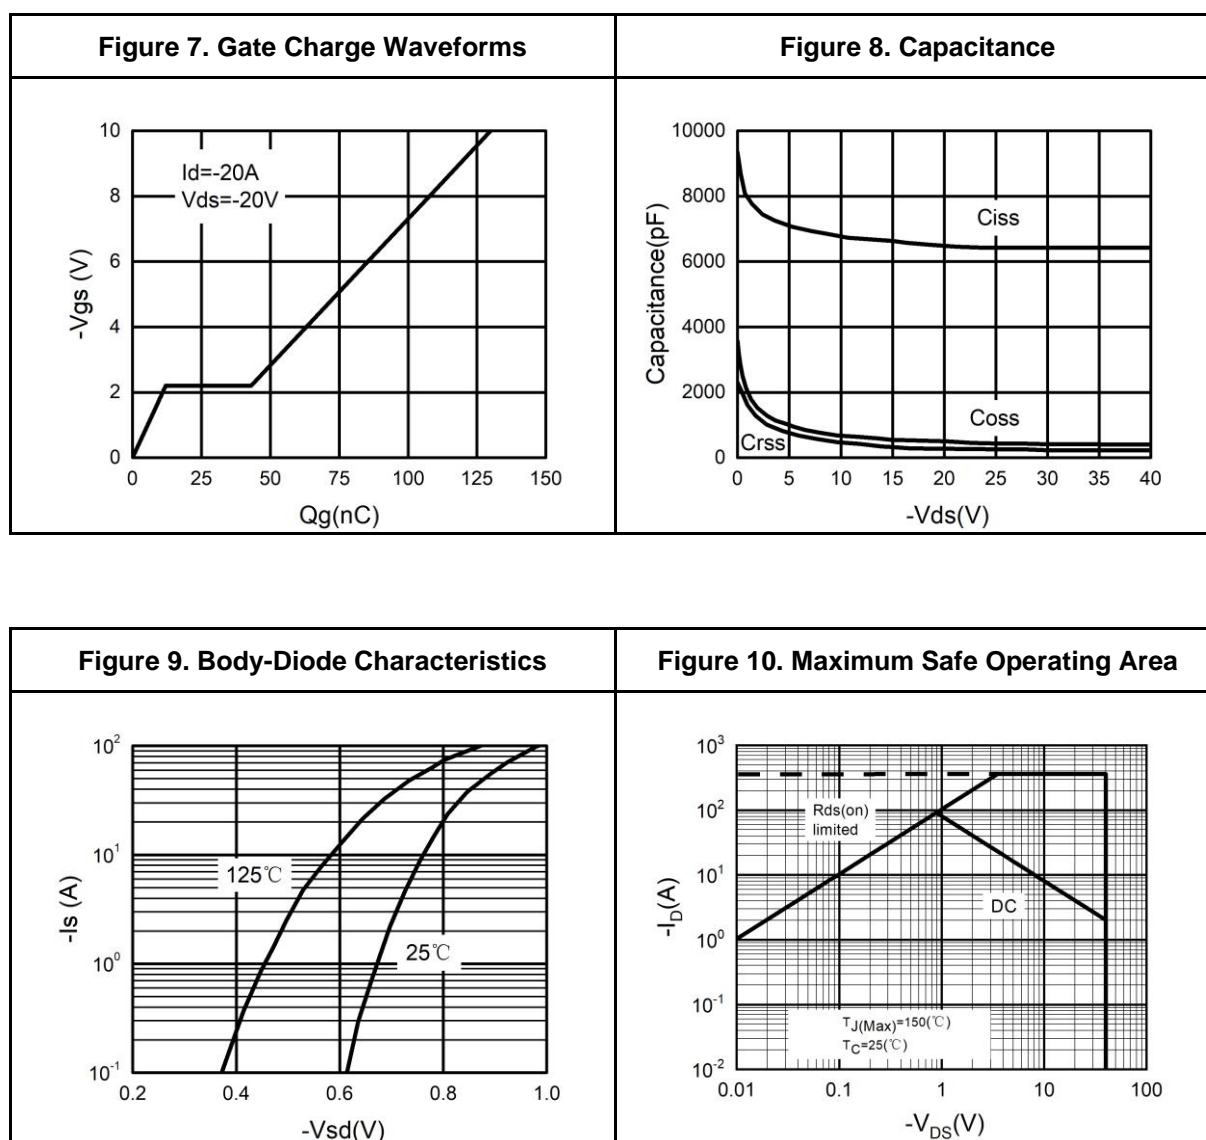 Figure 7. Gate Charge Waveforms
Figure 8. Capacitance
10
8
6
4
2
0
-Vgs (V)
Id=-20A
Vds=-20V
0 25 50 75 100 125 150
Qg(nC)
10000
8000
6000
4000
2000
0
Capacitance(pF)
Ciss
Coss
Crss
0 5 10 15 20 25 30 35 40
-Vds(V)
Figure 9. Body-Diode Characteristics
Figure 10. Maximum Safe Operating Area
10²
10¹
10⁰
10⁻¹
-Is (A)
125℃
25℃
0.2 0.4 0.6 0.8 1.0
-Vsd(V)
10³
10²
10¹
10⁰
10⁻¹
10⁻²
-I_D(A)
Rds(on)
limited
DC
T_J(Max)=150(℃)
T_C=25(℃)
0.01 0.1 1 10 100
-V_DS(V)